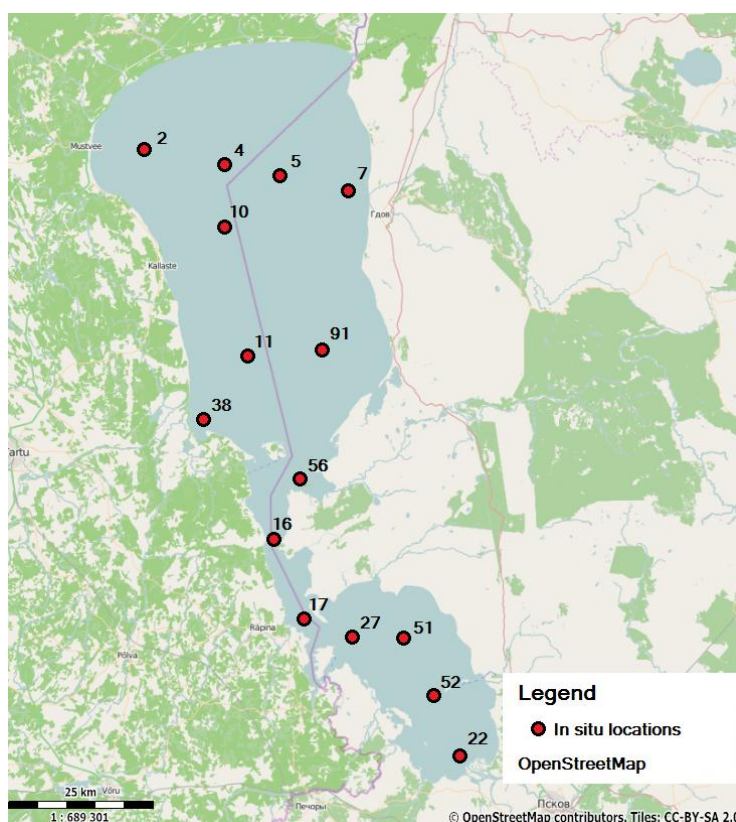 2
4
5
7
Mustvee
Гдов
10
Kallaste
11
91
38
Tartu
56
16
17
27
51
Räpina
Põlva
52
22
Legend
In situ locations
OpenStreetMap
25 km
Võru
1 : 689 301
Печоры
Псков
© OpenStreetMap contributors, Tiles: CC-BY-SA 2.0